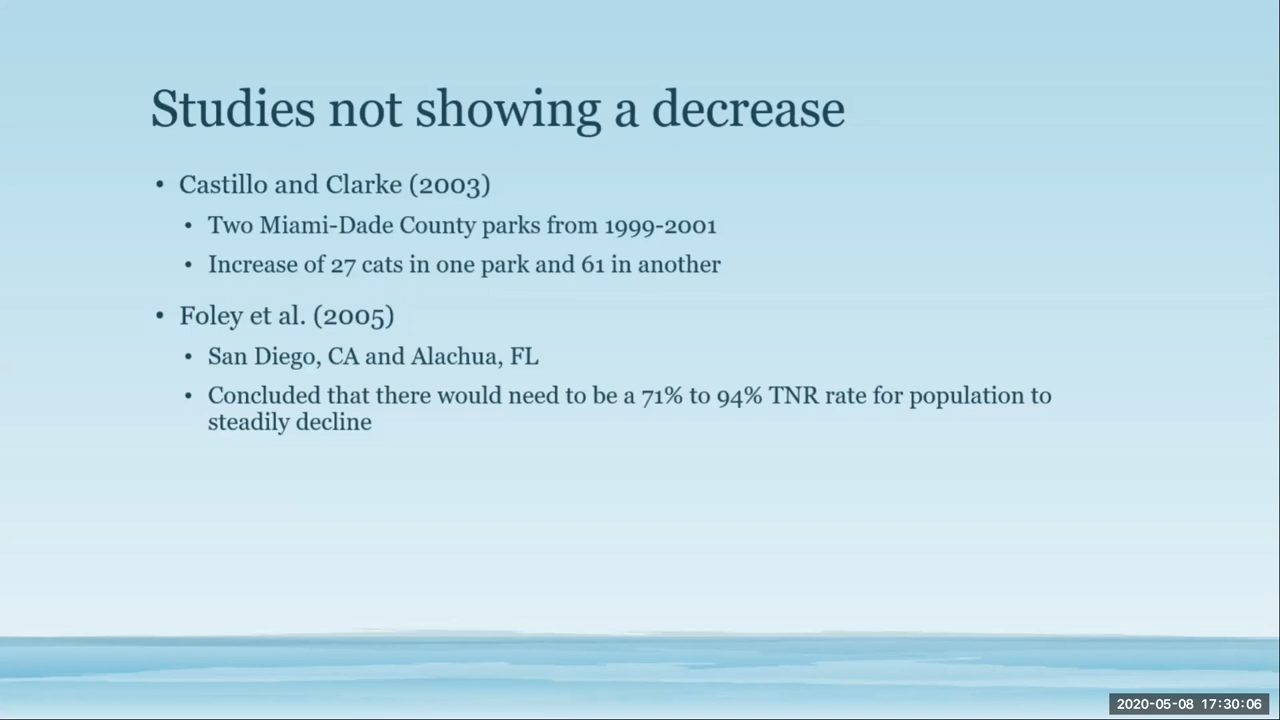 Studies not showing a decrease
• Castillo and Clarke (2003)
• Two Miami-Dade County parks from 1999-2001
• Increase of 27 cats in one park and 61 in another
• Foley et al. (2005)
• San Diego, CA and Alachua, FL
• Concluded that there would need to be a 71% to 94% TNR rate for population to
steadily decline
2020-05-08 17:30:06